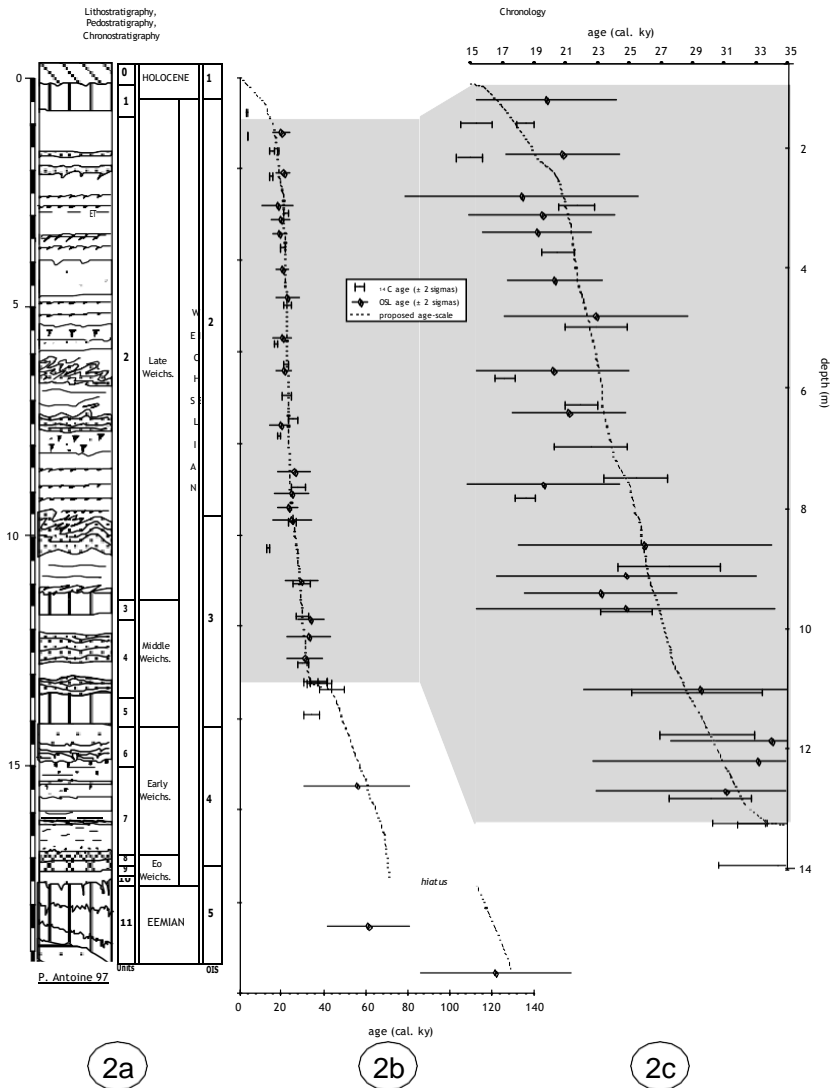 Lithostratigraphy,
Pedostratigraphy,
Chronostratigraphy
Chronology
age (cal. ky)
15 17 19 21 23 25 27 29 31 33 35
0
5
10
15
0
1
2
3
4
5
6
7
8
9
10
11
Units
HOLOCENE
Late
Weichs.
Middle
Weichs.
Early
Weichs.
Eo
Weichs.
EEMIAN
WEICHSELIAN
1
2
3
4
5
OIS
ET
P. Antoine 97
14C age (± 2 sigmas)
OSL age (± 2 sigmas)
proposed age-scale
hiatus
0 20 40 60 80 100 120 140
age (cal. ky)
2
4
6
8
10
12
14
depth (m)
2a
2b
2c